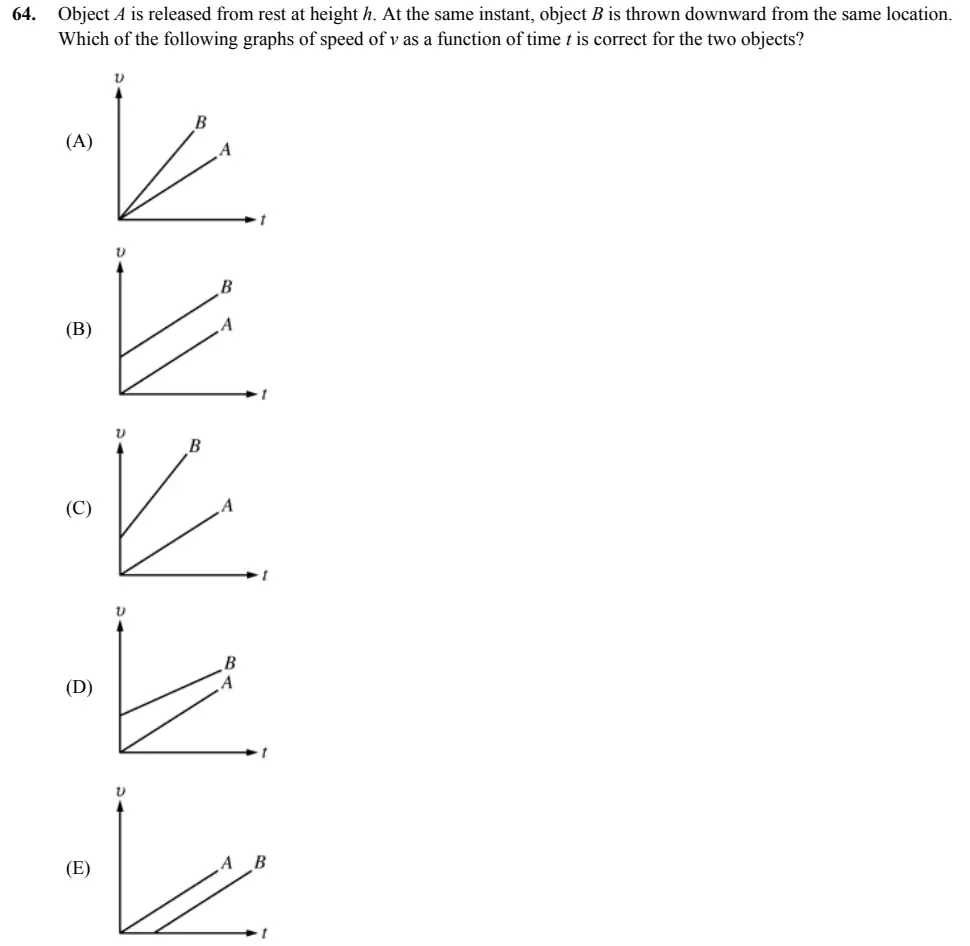 64. Object A is released from rest at height h. At the same instant, object B is thrown downward from the same location.
Which of the following graphs of speed of v as a function of time t is correct for the two objects?
υ
B
(A)
A
t
υ
B
A
(B)
t
υ
B
A
(C)
t
υ
B
A
(D)
t
υ
A B
(E)
t